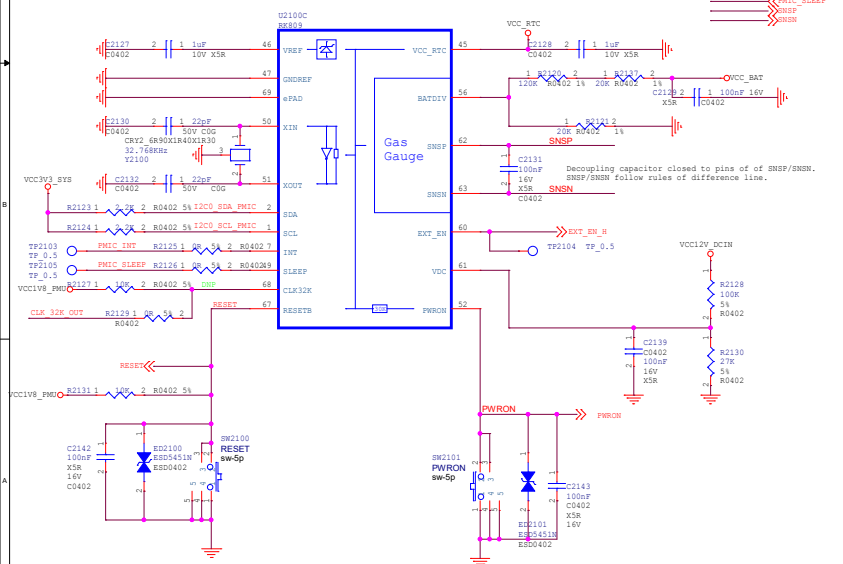 PMIC_SLEEP
SNSP
SNSN
U2100C
RK809
VCC_RTC
C2127 2 1 1uF
C0402 10V X5R
46 VREF
VCC_RTC 45
C2128 2 1 1uF
C0402 10V X5R
47 GNDREF
69 ePAD
BATDIV 56
R2120 2 1 R2137 2
120K R0402 1% 20K R0402 1%
VCC_BAT
C2129 2 1 100nF 16V
X5R C0402
C2130 2 1 22pF
C0402 50V C0G
50 XIN
1 R2121 2
20K R0402 1%
CRY2_6R90X1R40X1R30
32.768KHz
Y2100
1
3
2
Gas
Gauge
SNSP 62
SNSP
C2131
100nF
16V
X5R
C0402
Decoupling capacitor closed to pins of of SNSP/SNSN.
SNSP/SNSN follow rules of difference line.
C2132 2 1 22pF
C0402 50V C0G
51 XOUT
SNSN 63
SNSN
VCC3V3_SYS
R2123 1 2.2K 2 R0402 5% I2C0_SDA_PMIC 2 SDA
R2124 1 2.2K 2 R0402 5% I2C0_SCL_PMIC 1 SCL
EXT_EN 60
EXT_EN_H
TP2104 TP_0.5
TP2103
TP_0.5
PMIC_INT R2125 1 0R 5% 2 R0402 7 INT
TP2105
TP_0.5
PMIC_SLEEP R2126 1 0R 5% 2 R0402 49 SLEEP
VDC 61
VCC12V_DCIN
VCC1V8_PMU R2127 1 10K 2 R0402 5% DNP 68 CLK32K
R2128
100K
5%
R0402
CLK_32K_OUT R2129 1 0R 5% 2
R0402
RESET 67 RESETB
PWRON 52
C2139
C0402
100nF
16V
X5R
R2130
27K
5%
R0402
RESET
VCC1V8_PMU R2131 1 10K 2 R0402 5%
PWRON
PWRON
C2142
100nF
X5R
16V
C0402
ED2100
ESD5451N
ESD0402
SW2100
RESET
sw-5p
SW2101
PWRON
sw-5p
ED2101
ESD5451N
ESD0402
C2143
100nF
C0402
X5R
16V
B
A